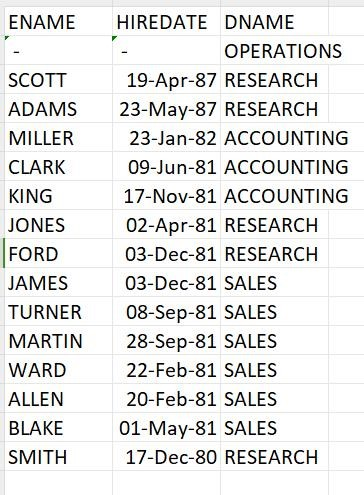 ENAME HIREDATE DNAME
- - OPERATIONS
SCOTT 19-Apr-87 RESEARCH
ADAMS 23-May-87 RESEARCH
MILLER 23-Jan-82 ACCOUNTING
CLARK 09-Jun-81 ACCOUNTING
KING 17-Nov-81 ACCOUNTING
JONES 02-Apr-81 RESEARCH
FORD 03-Dec-81 RESEARCH
JAMES 03-Dec-81 SALES
TURNER 08-Sep-81 SALES
MARTIN 28-Sep-81 SALES
WARD 22-Feb-81 SALES
ALLEN 20-Feb-81 SALES
BLAKE 01-May-81 SALES
SMITH 17-Dec-80 RESEARCH